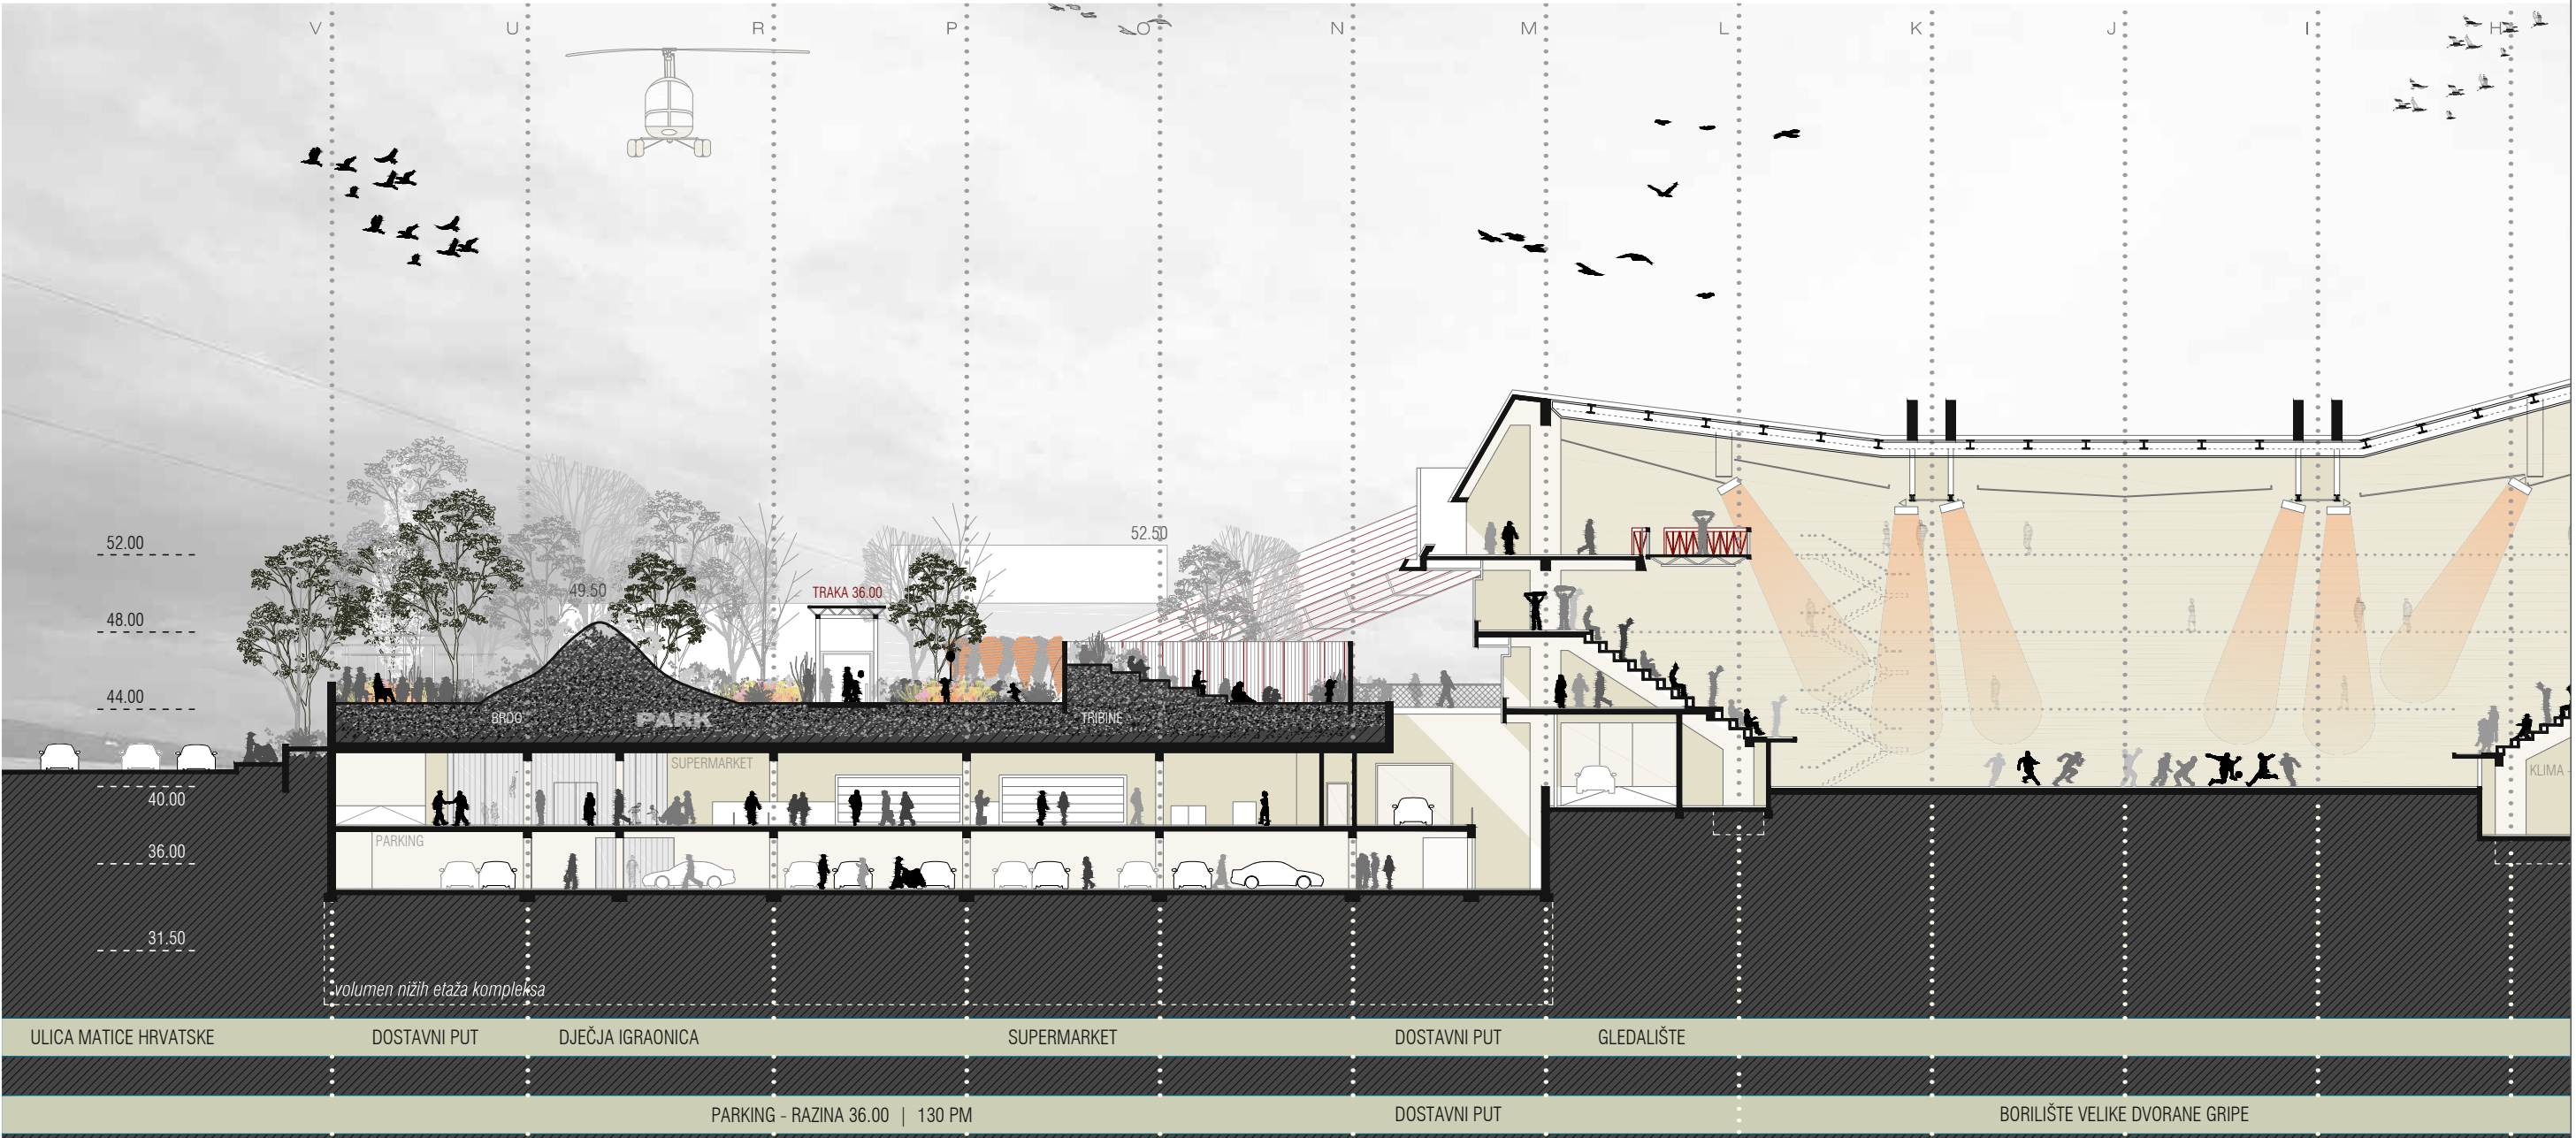 V U R P O N M L K J I H
52.50
52.00
49.50
TRAKA 36.00
48.00
44.00
BRDO
PARK
TRIBINE
SUPERMARKET
KLIMA -
40.00
PARKING
36.00
31.50
volumen nižih etaža kompleksa
ULICA MATICE HRVATSKE DOSTAVNI PUT DJEČJA IGRAONICA SUPERMARKET DOSTAVNI PUT GLEDALIŠTE
PARKING - RAZINA 36.00 | 130 PM DOSTAVNI PUT BORILIŠTE VELIKE DVORANE GRIPE